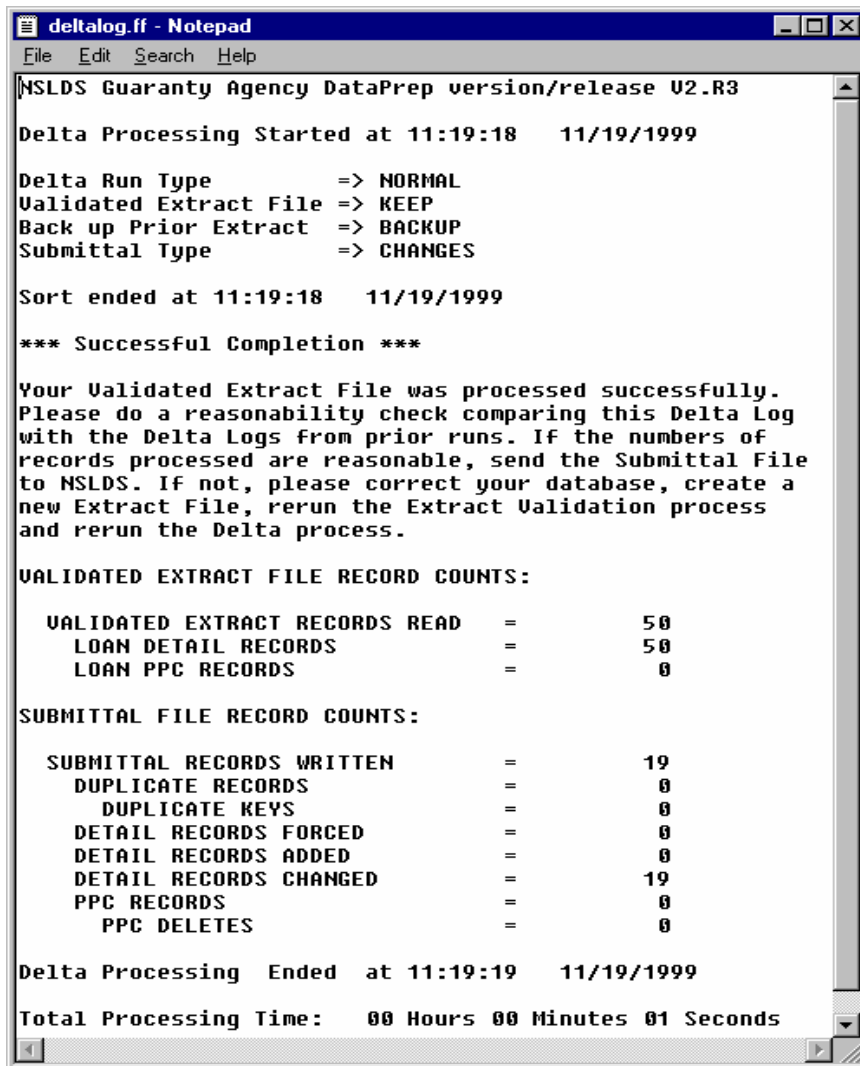 deltalog.ff - Notepad
File Edit Search Help
NSLDS Guaranty Agency DataPrep version/release V2.R3
Delta Processing Started at 11:19:18 11/19/1999
Delta Run Type => NORMAL
Validated Extract File => KEEP
Back up Prior Extract => BACKUP
Submittal Type => CHANGES
Sort ended at 11:19:18 11/19/1999
*** Successful Completion ***
Your Validated Extract File was processed successfully.
Please do a reasonability check comparing this Delta Log
with the Delta Logs from prior runs. If the numbers of
records processed are reasonable, send the Submittal File
to NSLDS. If not, please correct your database, create a
new Extract File, rerun the Extract Validation process
and rerun the Delta process.
VALIDATED EXTRACT FILE RECORD COUNTS:
VALIDATED EXTRACT RECORDS READ = 50
LOAN DETAIL RECORDS = 50
LOAN PPC RECORDS = 0
SUBMITTAL FILE RECORD COUNTS:
SUBMITTAL RECORDS WRITTEN = 19
DUPLICATE RECORDS = 0
DUPLICATE KEYS = 0
DETAIL RECORDS FORCED = 0
DETAIL RECORDS ADDED = 0
DETAIL RECORDS CHANGED = 19
PPC RECORDS = 0
PPC DELETES = 0
Delta Processing Ended at 11:19:19 11/19/1999
Total Processing Time: 00 Hours 00 Minutes 01 Seconds